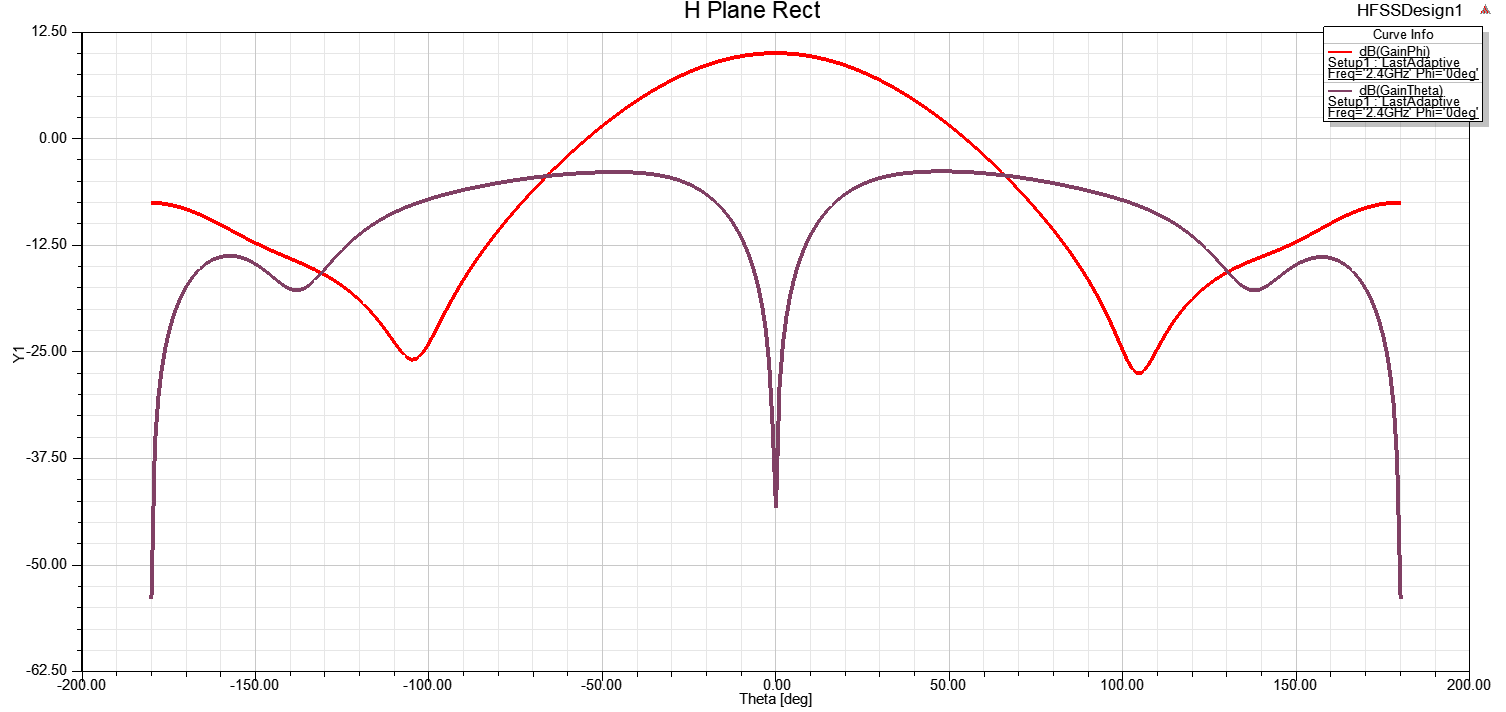 H Plane Rect
HFSSDesign1
Curve Info
dB(GainPhi)
Setup1 : LastAdaptive
Freq='2.4GHz' Phi='0deg'
dB(GainTheta)
Setup1 : LastAdaptive
Freq='2.4GHz' Phi='0deg'
12.50
0.00
-12.50
-25.00
-37.50
-50.00
-62.50
Y1
-200.00 -150.00 -100.00 -50.00 0.00 50.00 100.00 150.00 200.00
Theta [deg]